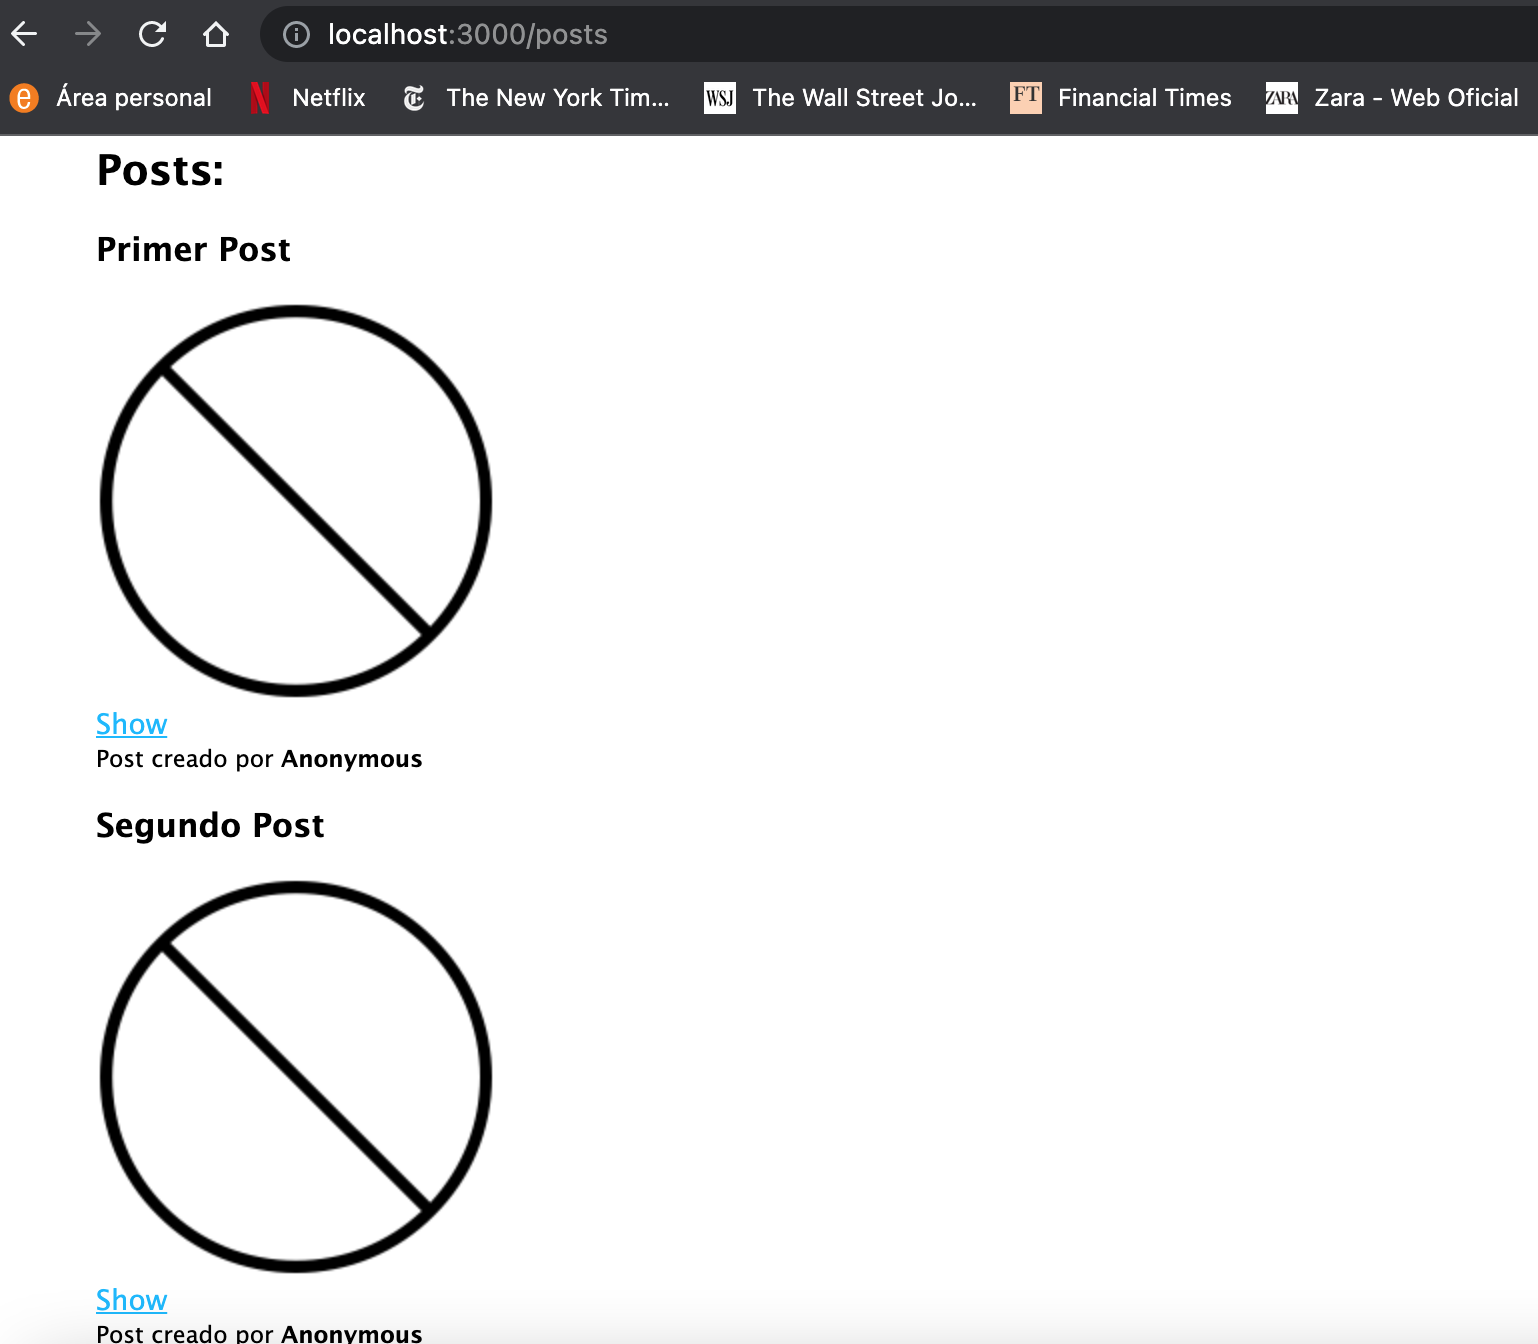 localhost:3000/posts
e Área personal N Netflix T The New York Tim... WSJ The Wall Street Jo... FT Financial Times ZARA Zara - Web Oficial
Posts:
Primer Post
Show
Post creado por Anonymous
Segundo Post
Show
Post creado por Anonymous